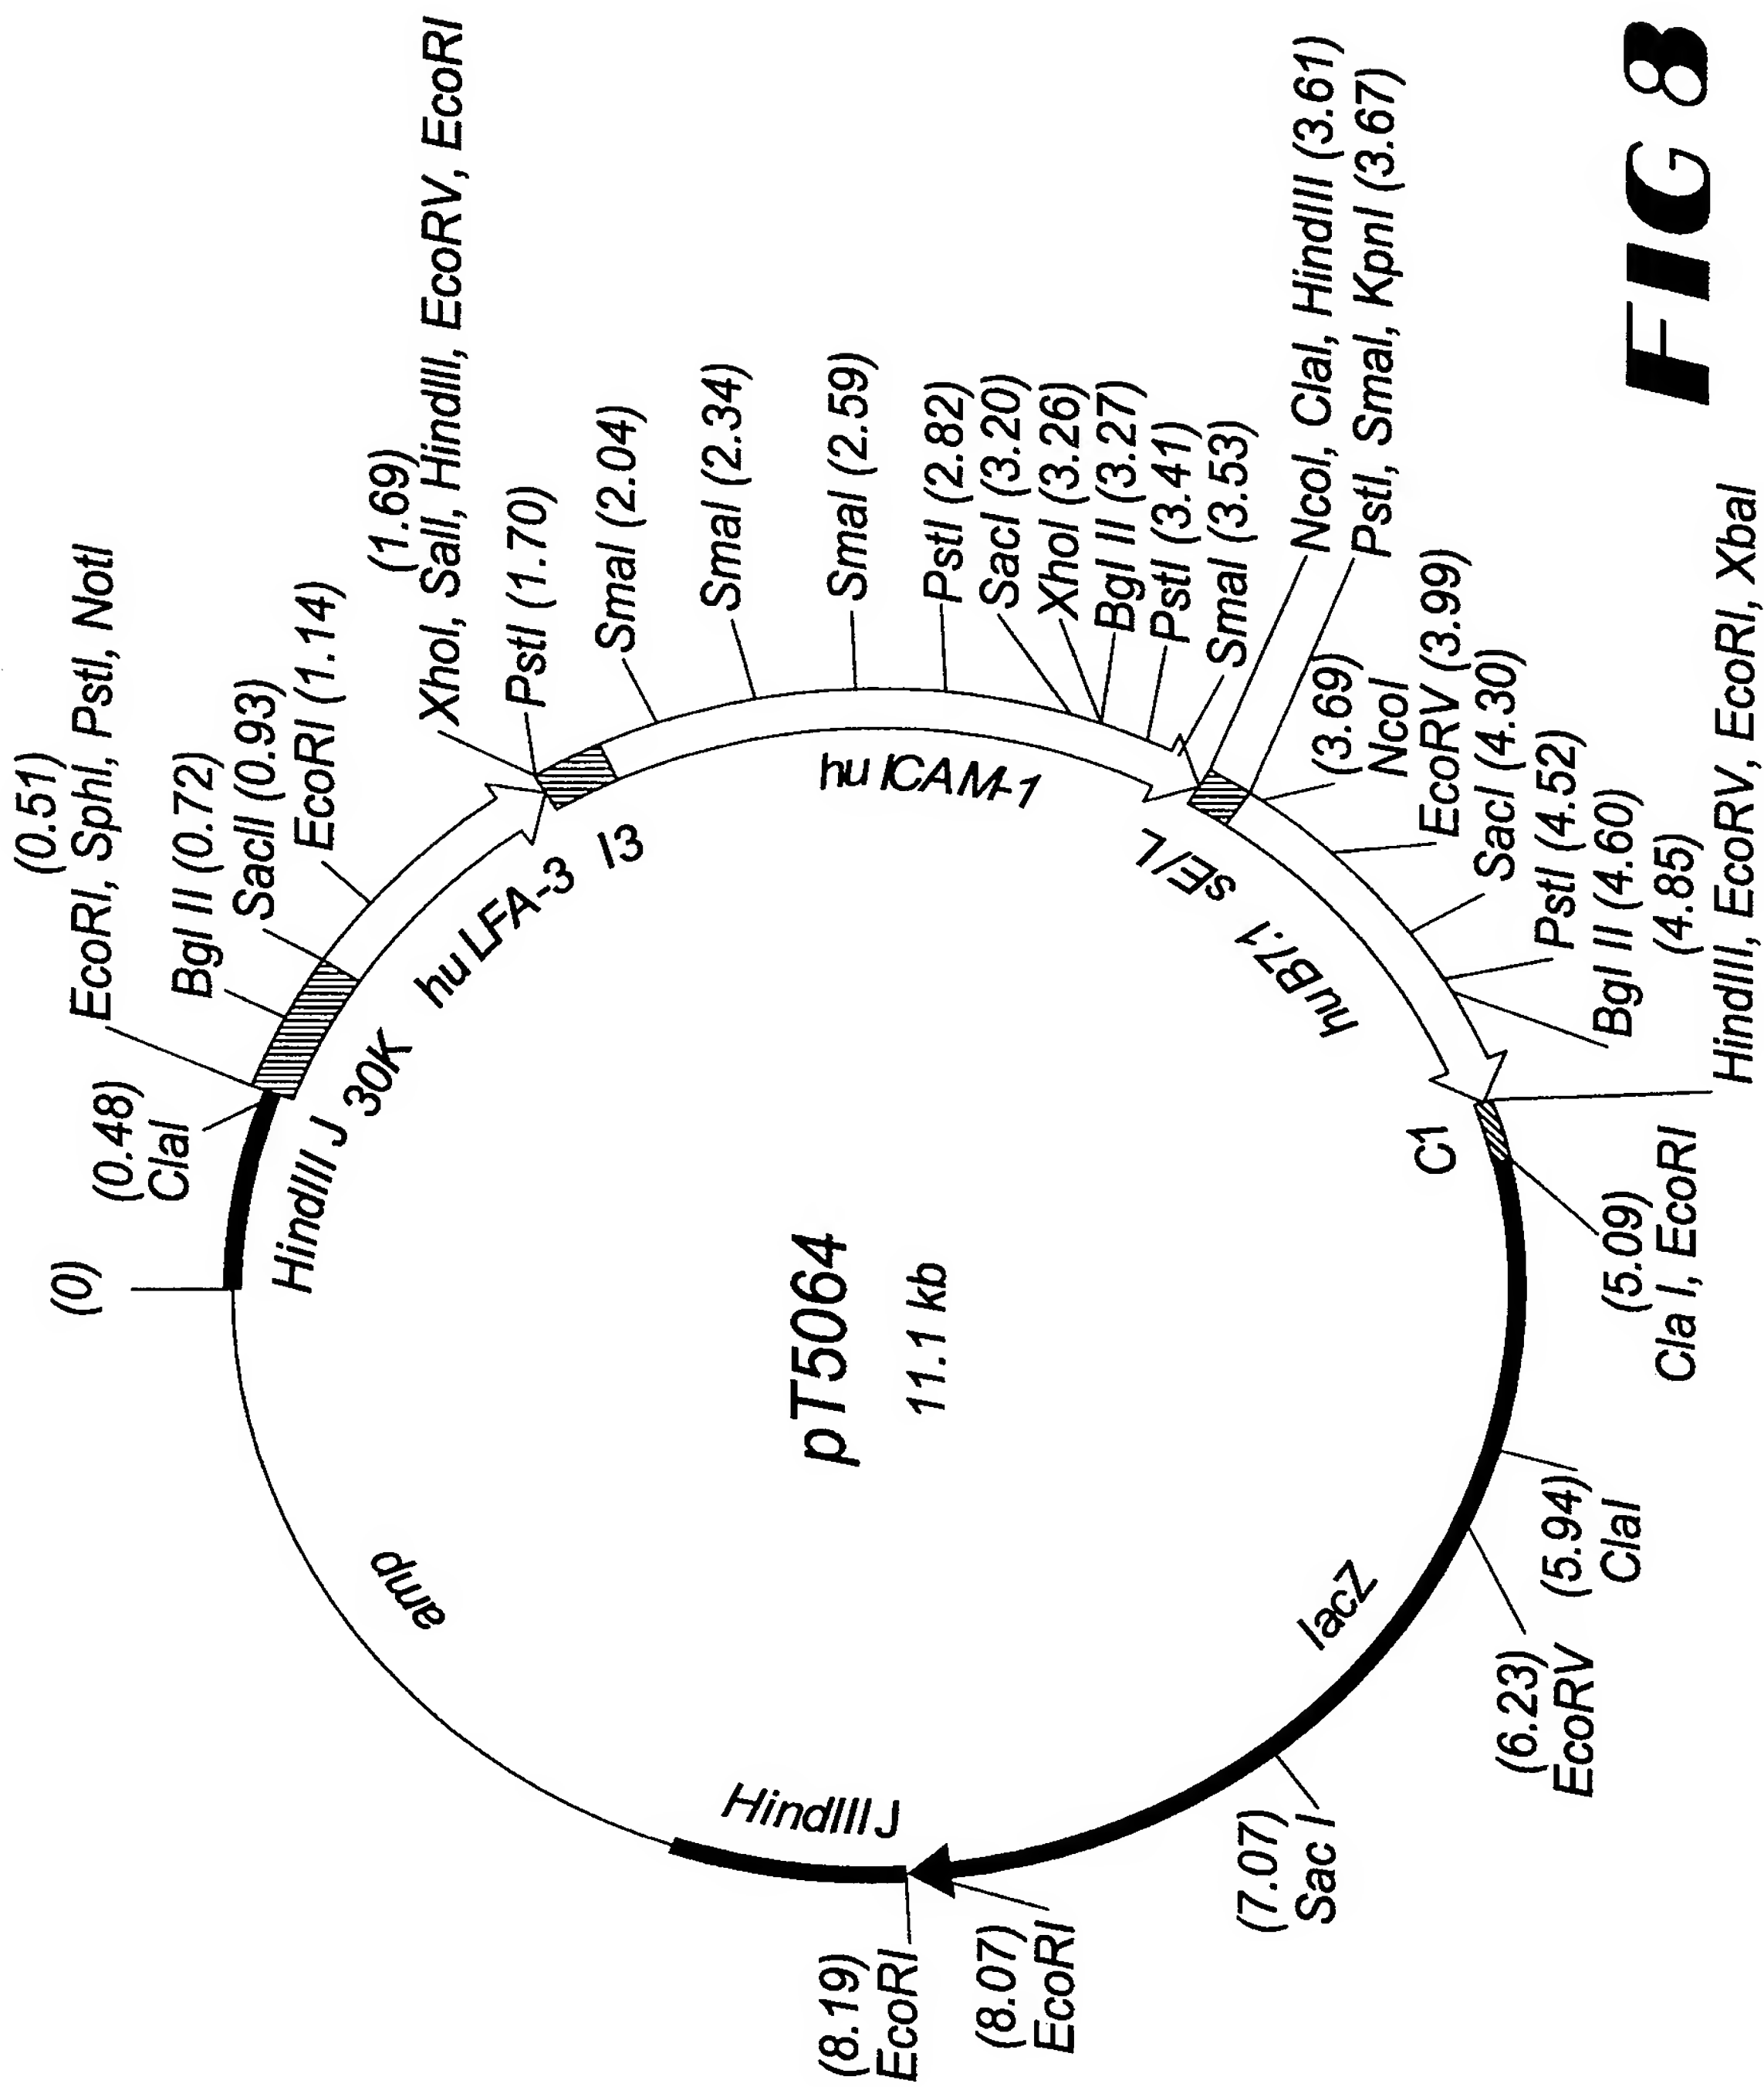 (0)
(0.48)
ClaI
(0.51)
EcoRI, SphI, PstI, NotI
Bgl II (0.72)
SacII (0.93)
EcoRI (1.14)
(1.69)
XhoI, SalI, HindIII, EcoRV, EcoRI
PstI (1.70)
SmaI (2.04)
SmaI (2.34)
SmaI (2.59)
PstI (2.82)
SacI (3.20)
XhoI (3.26)
Bgl II (3.27)
PstI (3.41)
SmaI (3.53)
NcoI, ClaI, HindIII (3.61)
PstI, SmaI, KpnI (3.67)
(3.69)
NcoI
EcoRV (3.99)
SacI (4.30)
PstI (4.52)
Bgl II (4.60)
(4.85)
HindIII, EcoRV, EcoRI, XbaI
(5.09)
Cla I, EcoRI
(5.94)
ClaI
(6.23)
EcoRV
(7.07)
Sac I
(8.07)
EcoRI
(8.19)
EcoRI
HindIII J
30K
hu LFA-3
I3
hu ICAM-1
sE/L
huB7.1
C1
lacZ
HindIII J
amp
pT5064
11.1 kb
FIG 8